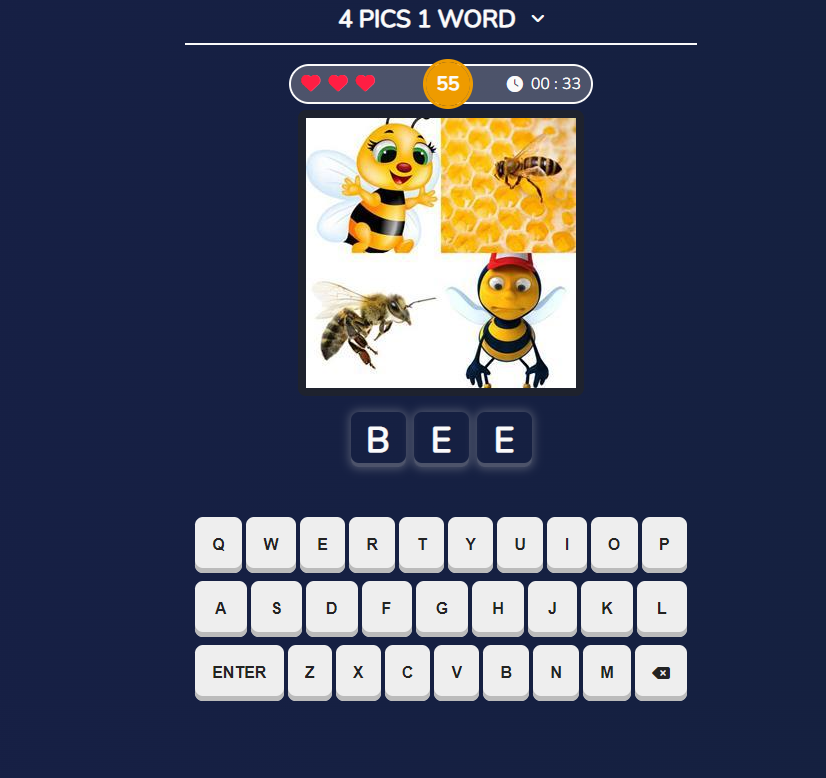 4 PICS 1 WORD
55 00 : 33
B E E
Q W E R T Y U I O P
A S D F G H J K L
ENTER Z X C V B N M